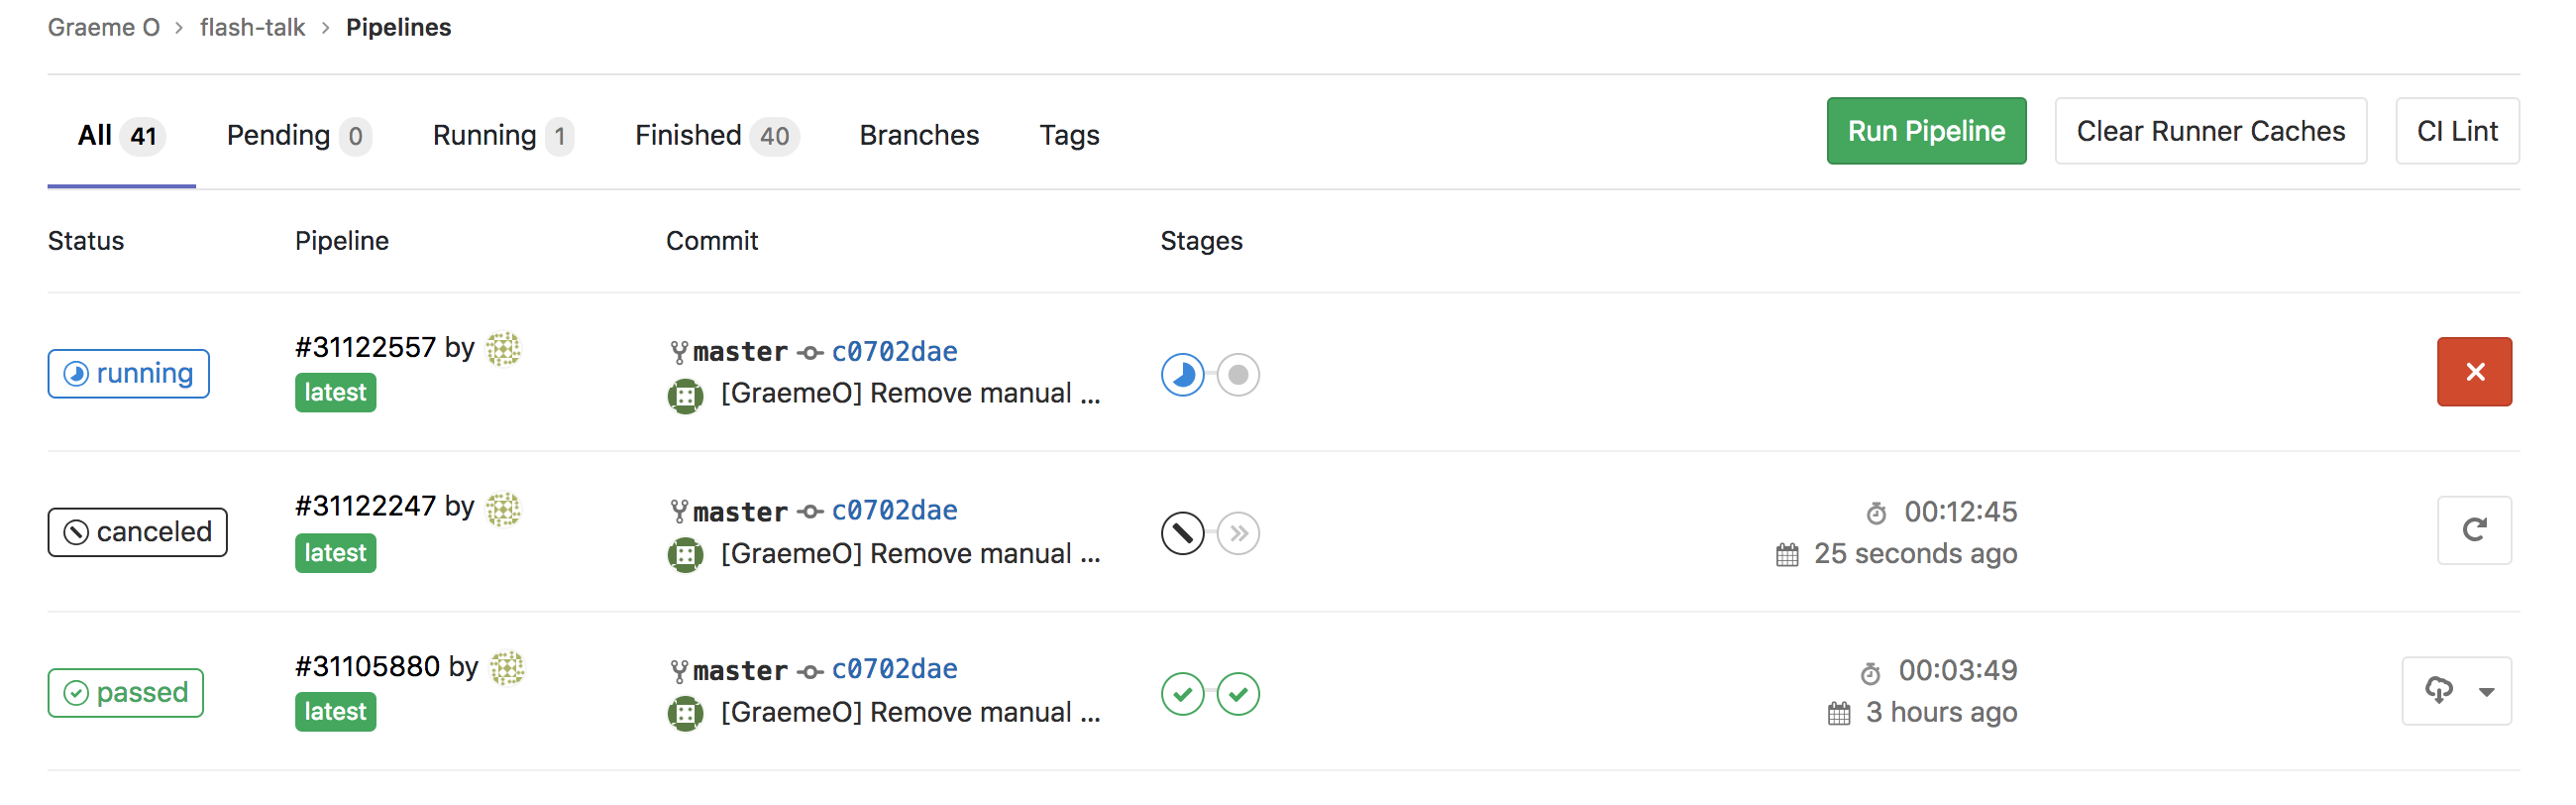 Graeme O > flash-talk > Pipelines
All 41 Pending 0 Running 1 Finished 40 Branches Tags Run Pipeline Clear Runner Caches CI Lint
Status Pipeline Commit Stages
running #31122557 by master c0702dae
latest [GraemeO] Remove manual ...
canceled #31122247 by master c0702dae 00:12:45
latest [GraemeO] Remove manual ... 25 seconds ago
passed #31105880 by master c0702dae 00:03:49
latest [GraemeO] Remove manual ... 3 hours ago